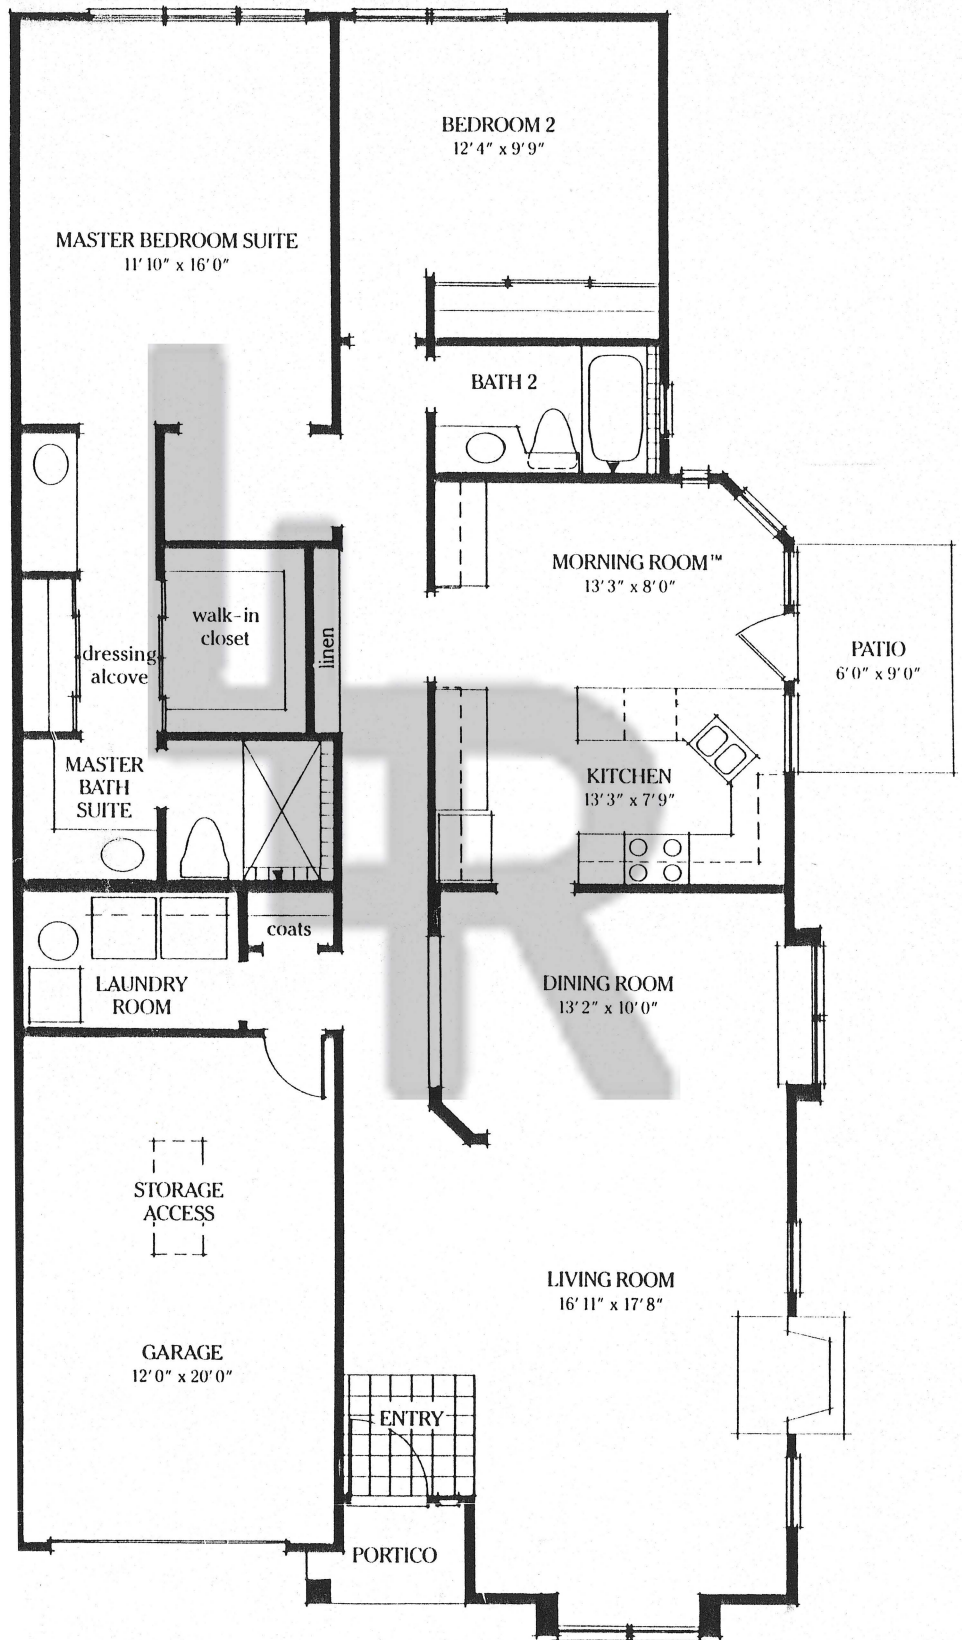 BEDROOM 2
12'4" x 9'9"
MASTER BEDROOM SUITE
11'10" x 16'0"
BATH 2
MORNING ROOM™
13'3" x 8'0"
walk-in
closet
linen
dressing
alcove
PATIO
6'0" x 9'0"
MASTER
BATH
SUITE
KITCHEN
13'3" x 7'9"
coats
LAUNDRY
ROOM
DINING ROOM
13'2" x 10'0"
STORAGE
ACCESS
LIVING ROOM
16'11" x 17'8"
GARAGE
12'0" x 20'0"
ENTRY
PORTICO